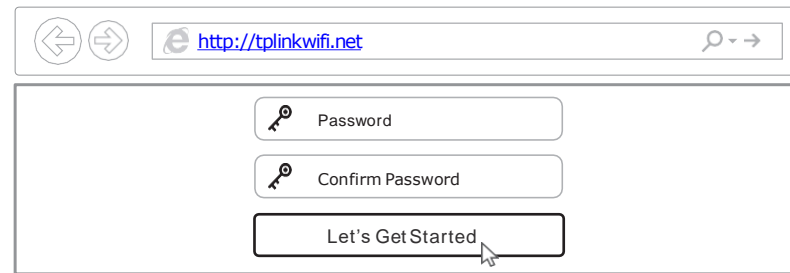 http://tplinkwifi.net
Password
Confirm Password
Let's Get Started